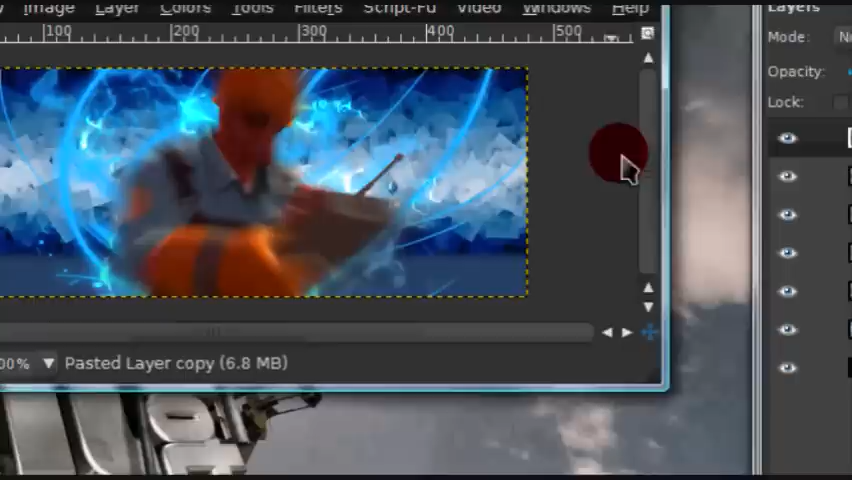 Image Layer Colors Tools Filters Script-Fu Video Windows Help
Layers
100 200 300 400 500
Mode:
Opacity:
Lock:
00% Pasted Layer copy (6.8 MB)